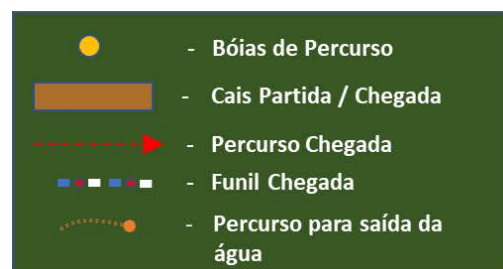 - Bóias de Percurso
- Cais Partida / Chegada
- Percurso Chegada
- Funil Chegada
- Percurso para saída da
água